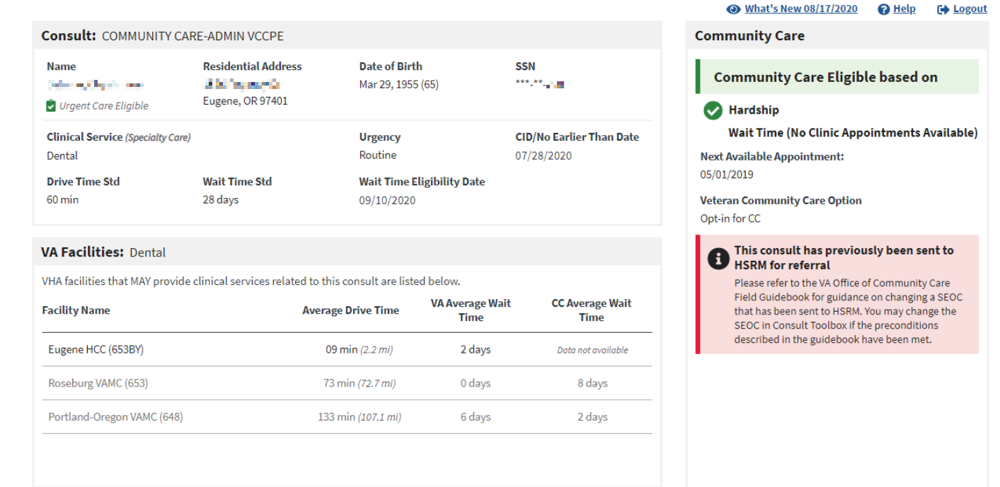 What's New 08/17/2020 Help Logout
Consult: COMMUNITY CARE-ADMIN VCCPE
Name Residential Address Date of Birth SSN
Mar 29, 1955 (65) ***-**-
Urgent Care Eligible Eugene, OR 97401
Clinical Service (Specialty Care) Urgency CID/No Earlier Than Date
Dental Routine 07/28/2020
Drive Time Std Wait Time Std Wait Time Eligibility Date
60 min 28 days 09/10/2020
VA Facilities: Dental
VHA facilities that MAY provide clinical services related to this consult are listed below.
Facility Name Average Drive Time VA Average Wait Time CC Average Wait Time
Eugene HCC (653BY) 09 min (2.2 mi) 2 days Data not available
Roseburg VAMC (653) 73 min (72.7 mi) 0 days 8 days
Portland-Oregon VAMC (648) 133 min (107.1 mi) 6 days 2 days
Community Care
Community Care Eligible based on
Hardship
Wait Time (No Clinic Appointments Available)
Next Available Appointment:
05/01/2019
Veteran Community Care Option
Opt-in for CC
This consult has previously been sent to
HSRM for referral
Please refer to the VA Office of Community Care
Field Guidebook for guidance on changing a SEOC
that has been sent to HSRM. You may change the
SEOC in Consult Toolbox if the preconditions
described in the guidebook have been met.